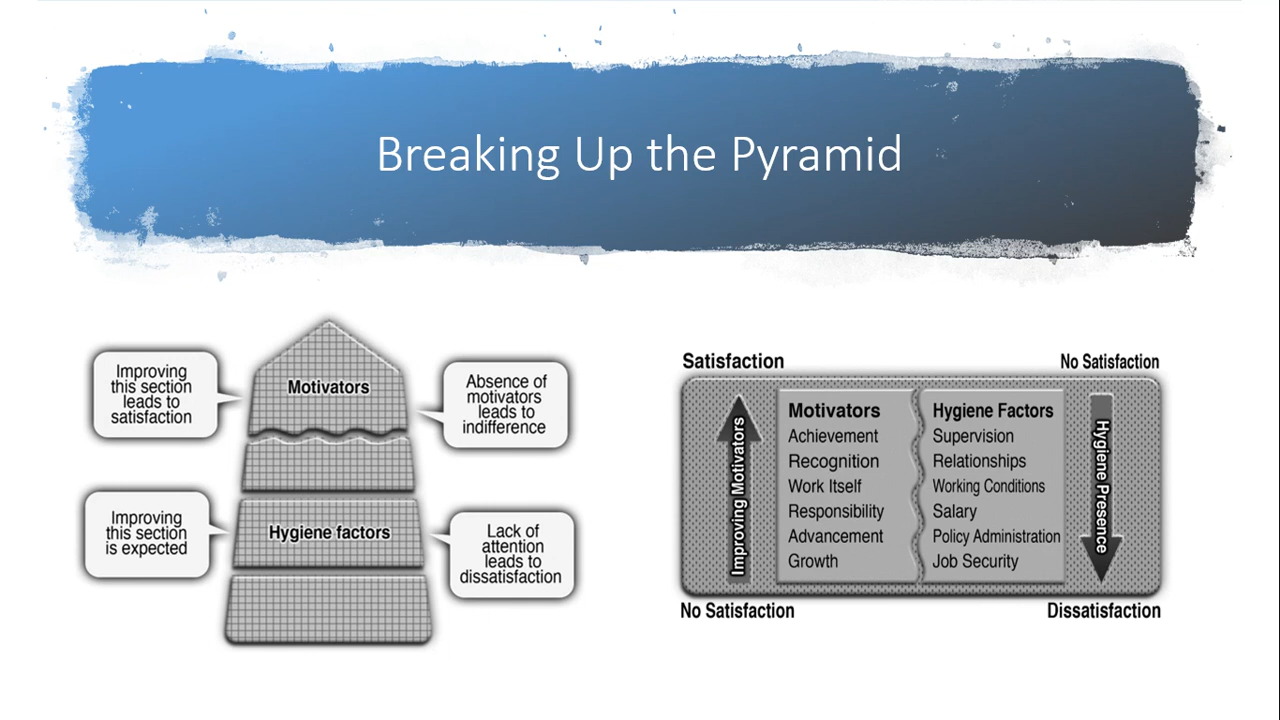 Breaking Up the Pyramid
Improving
this section
leads to
satisfaction
Motivators
Absence of
motivators
leads to
indifference
Improving
this section
is expected
Hygiene factors
Lack of
attention
leads to
dissatisfaction
Satisfaction
No Satisfaction
Improving Motivators
Motivators
Achievement
Recognition
Work Itself
Responsibility
Advancement
Growth
Hygiene Factors
Supervision
Relationships
Working Conditions
Salary
Policy Administration
Job Security
Hygiene Presence
No Satisfaction
Dissatisfaction